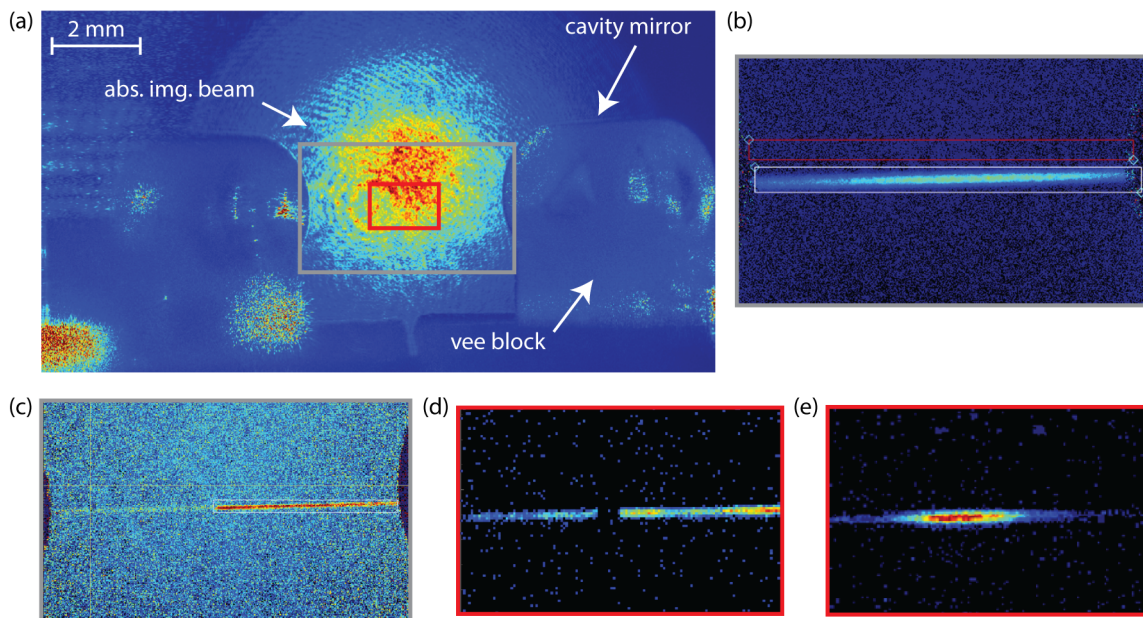 (a)
2 mm
cavity mirror
abs. img. beam
vee block
(b)
(c)
(d)
(e)